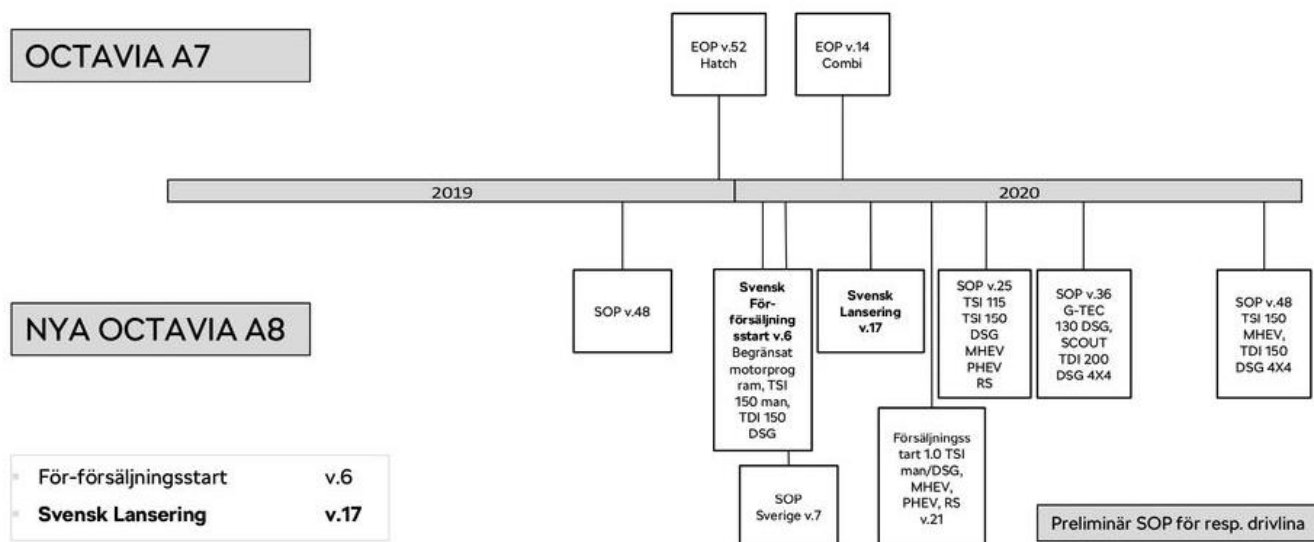 OCTAVIA A7
EOP v.52
Hatch
EOP v.14
Combi
2019
2020
NYA OCTAVIA A8
SOP v.48
Svensk
För-
försäljning
sstart v.6
Begränsat
motorprog
ram, TSI
150 man,
TDI 150
DSG
SOP
Sverige v.7
Svensk
Lansering
v.17
Försäljningss
tart 1.0 TSI
man/DSG,
MHEV,
PHEV, RS
v.21
SOP v.25
TSI 115
TSI 150
DSG
MHEV
PHEV
RS
SOP v.36
G-TEC
130 DSG,
SCOUT
TDI 200
DSG 4X4
SOP v.48
TSI 150
MHEV,
TDI 150
DSG 4X4
För-försäljningsstart v.6
Svensk Lansering v.17
Preliminär SOP för resp. drivlina